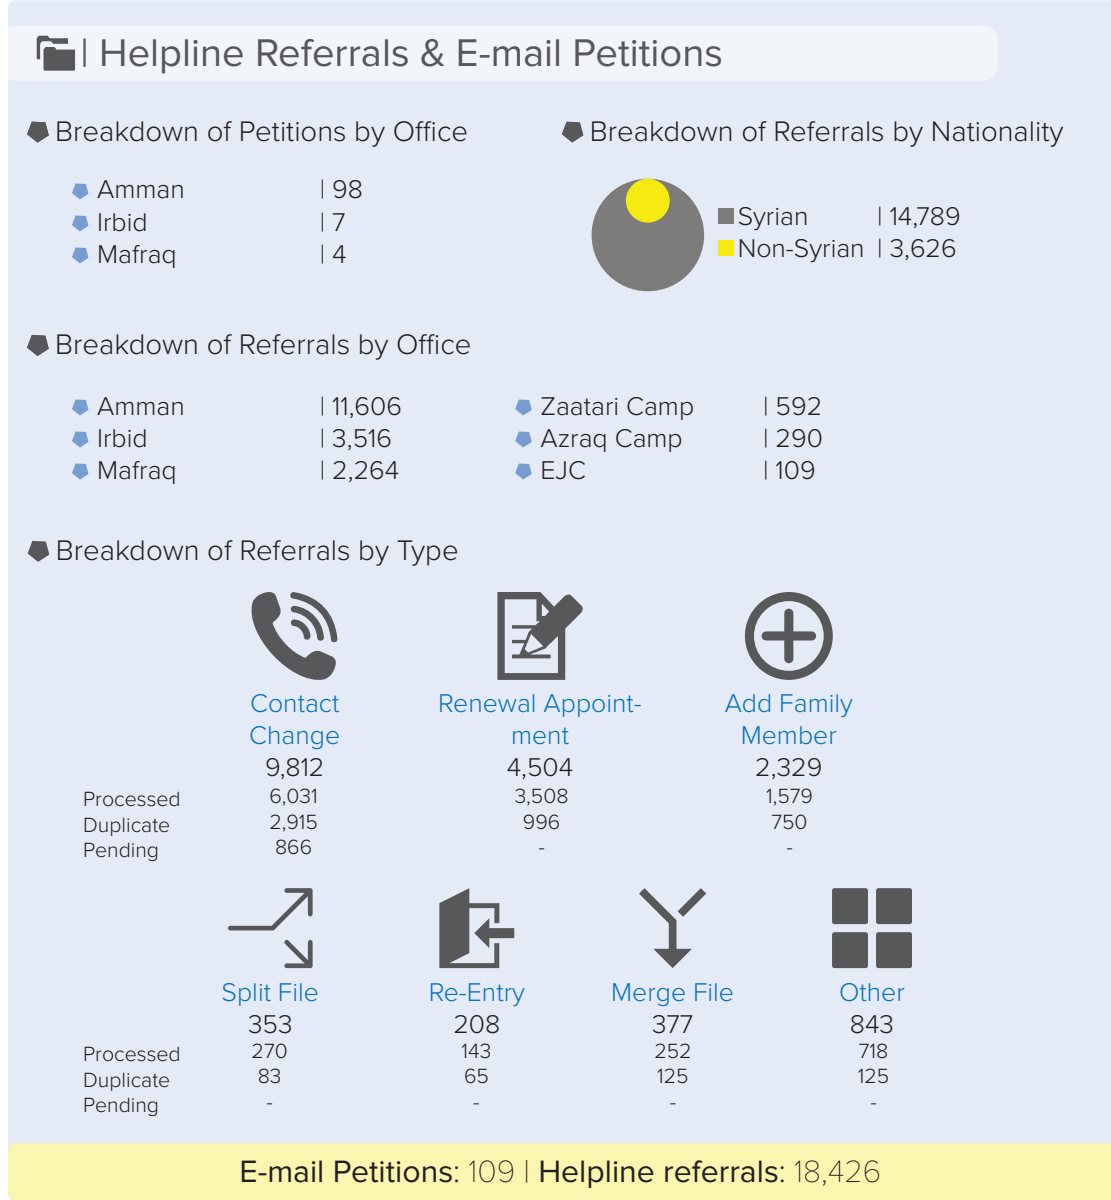 | Helpline Referrals & E-mail Petitions
Breakdown of Petitions by Office
Amman | 98
Irbid | 7
Mafraq | 4
Breakdown of Referrals by Nationality
Syrian | 14,789
Non-Syrian | 3,626
Breakdown of Referrals by Office
Amman | 11,606
Irbid | 3,516
Mafraq | 2,264
Zaatari Camp | 592
Azraq Camp | 290
EJC | 109
Breakdown of Referrals by Type
Contact Renewal Appoint- Add Family
Change ment Member
9,812 4,504 2,329
Processed 6,031 3,508 1,579
Duplicate 2,915 996 750
Pending 866 - -
Split File Re-Entry Merge File Other
353 208 377 843
Processed 270 143 252 718
Duplicate 83 65 125 125
Pending - - - -
E-mail Petitions: 109 | Helpline referrals: 18,426